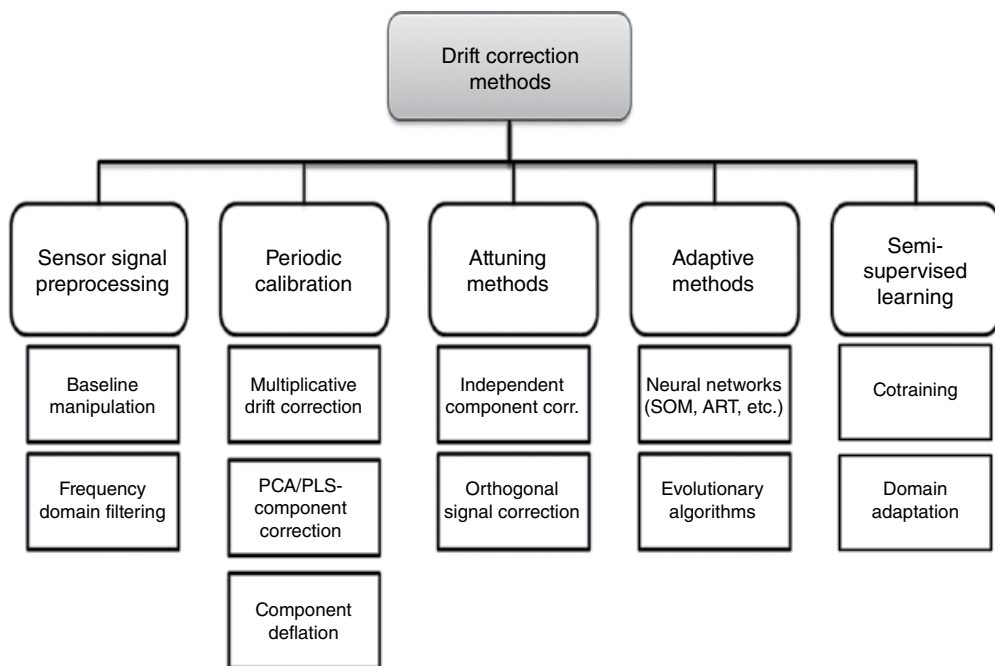 Drift correction
methods
Sensor signal
preprocessing
Periodic
calibration
Attuning
methods
Adaptive
methods
Semi-
supervised
learning
Baseline
manipulation
Multiplicative
drift correction
Independent
component corr.
Neural networks
(SOM, ART, etc.)
Cotraining
Frequency
domain filtering
PCA/PLS-
component
correction
Orthogonal
signal correction
Evolutionary
algorithms
Domain
adaptation
Component
deflation